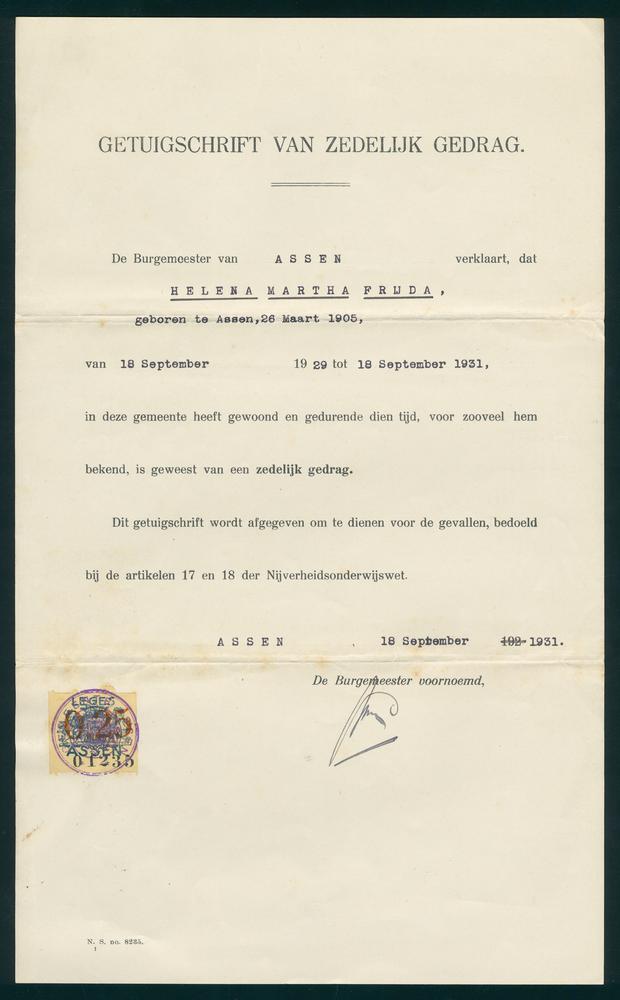 GETUIGSCHRIFT VAN ZEDELIJK GEDRAG.
De Burgemeester van ASSEN verklaart, dat
HELENA MARTHA FRIJDA,
geboren te Assen, 26 Maart 1905,
van 18 September 1929 tot 18 September 1931,
in deze gemeente heeft gewoond en gedurende dien tijd, voor zooveel hem
bekend, is geweest van een zedelijk gedrag.
Dit getuigschrift wordt afgegeven om te dienen voor de gevallen, bedoeld
bij de artikelen 17 en 18 der Nijverheidsonderwijswet.
ASSEN, 18 September 192- 1931.
De Burgemeester voornoemd,
LEGES
0.25
ASSEN
01235
N. S. no. 8235.
1